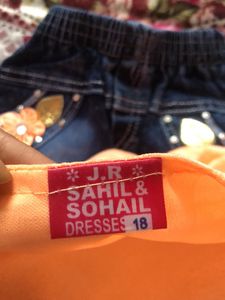 * J.R *
SAHIL &
SOHAIL
DRESSES 18